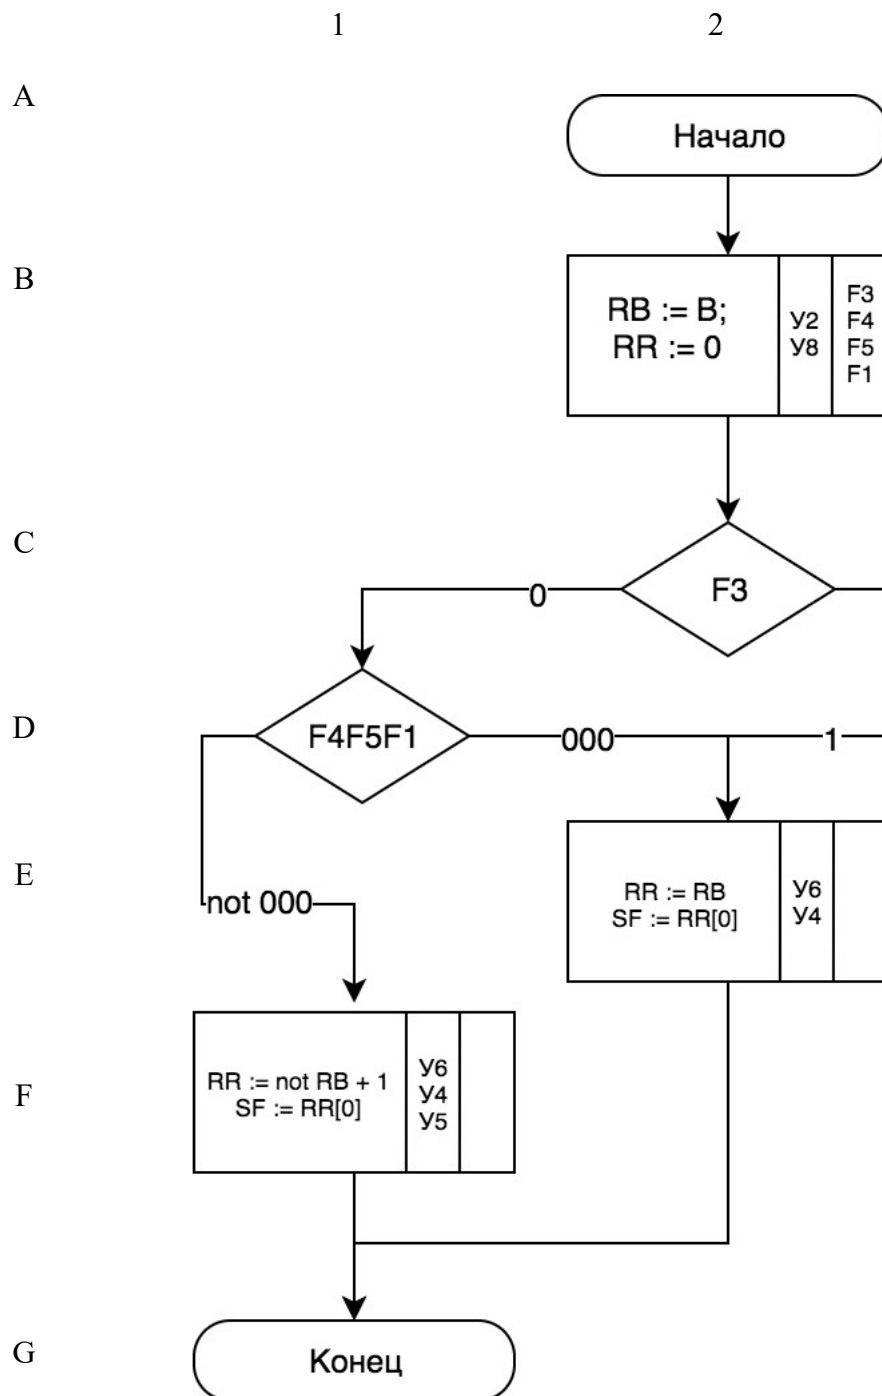 1 2
A
Начало
B
RB := B;
RR := 0
У2
У8
F3
F4
F5
F1
C
0
F3
D
F4F5F1
000
1
E
not 000
RR := RB
SF := RR[0]
У6
У4
F
RR := not RB + 1
SF := RR[0]
У6
У4
У5
G
Конец